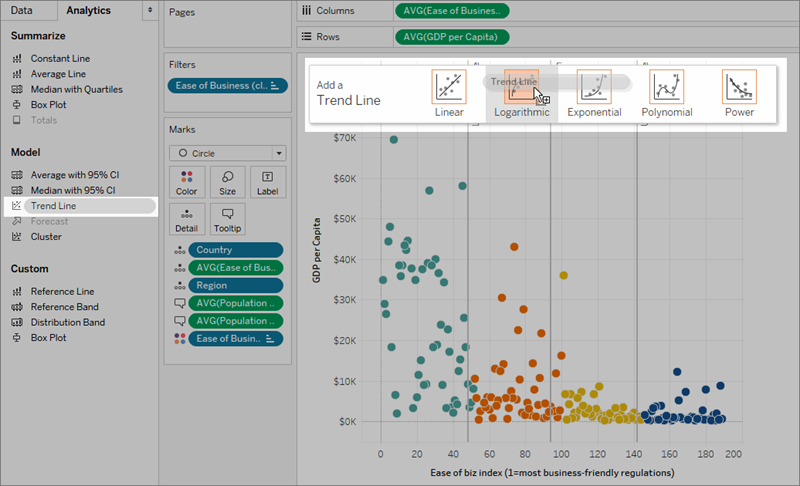 Data
Analytics
Summarize
Constant Line
Average Line
Median with Quartiles
Box Plot
Totals
Model
Average with 95% CI
Median with 95% CI
Trend Line
Forecast
Cluster
Custom
Reference Line
Reference Band
Distribution Band
Box Plot
Pages
Filters
Ease of Business (cl..
Marks
Circle
Color
Size
Label
Detail
Tooltip
Country
AVG(Ease of Bus..
Region
AVG(Population ..
AVG(Population ..
Ease of Busin..
Columns
AVG(Ease of Busines..
Rows
AVG(GDP per Capita)
Add a
Trend Line
Trend Line
Linear
Logarithmic
Exponential
Polynomial
Power
$70K
$60K
$50K
$40K
$30K
$20K
$10K
$0K
GDP per Capita
0 20 40 60 80 100 120 140 160 180 200
Ease of biz index (1=most business-friendly regulations)